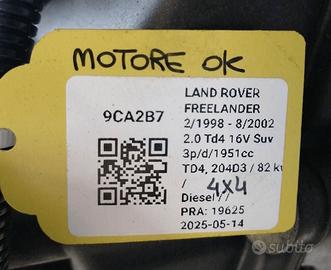 MOTORE OK
9CA2B7
LAND ROVER
FREELANDER
2/1998 - 8/2002
2.0 Td4 16V Suv
3p/d/1951cc
TD4, 204D3 / 82 kw
/
4x4
Diesel / /
PRA: 19625
2025-05-14
subito